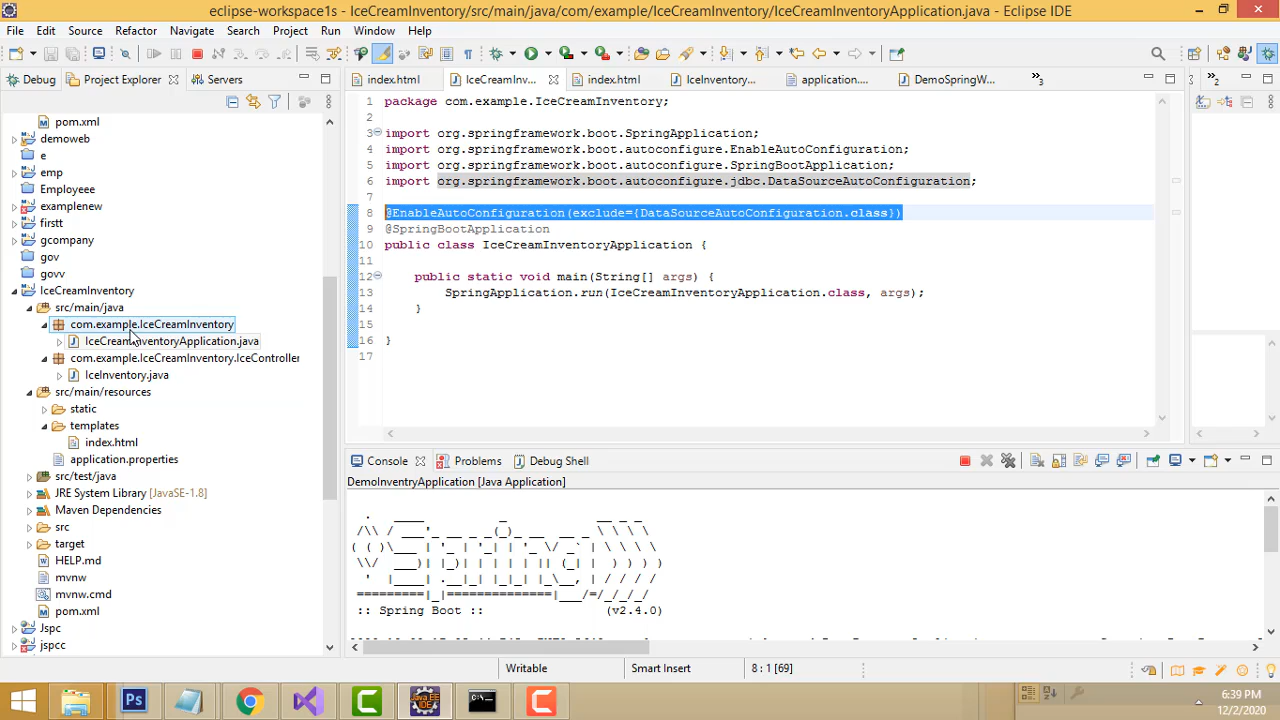 eclipse-workspace1s - IceCreamInventory/src/main/java/com/example/IceCreamInventory/IceCreamInventoryApplication.java - Eclipse IDE
File Edit Source Refactor Navigate Search Project Run Window Help
Debug Project Explorer Servers
index.html IceCreamInv... index.html IceInventory.... application.... DemoSpringW... »3 »2
pom.xml
demoweb
e
emp
Employeee
examplenew
firstt
gcompany
gov
govv
IceCreamInventory
src/main/java
com.example.IceCreamInventory
IceCreamInventoryApplication.java
com.example.IceCreamInventory.IceController
IceInventory.java
src/main/resources
static
templates
index.html
application.properties
src/test/java
JRE System Library [JavaSE-1.8]
Maven Dependencies
src
target
HELP.md
mvnw
mvnw.cmd
pom.xml
Jspc
jspcc
1 package com.example.IceCreamInventory;
2
3 import org.springframework.boot.SpringApplication;
4 import org.springframework.boot.autoconfigure.EnableAutoConfiguration;
5 import org.springframework.boot.autoconfigure.SpringBootApplication;
6 import org.springframework.boot.autoconfigure.jdbc.DataSourceAutoConfiguration;
7
8 @EnableAutoConfiguration(exclude={DataSourceAutoConfiguration.class})
9 @SpringBootApplication
10 public class IceCreamInventoryApplication {
11
12 public static void main(String[] args) {
13 SpringApplication.run(IceCreamInventoryApplication.class, args);
14 }
15
16 }
17
Console Problems Debug Shell
DemoInventryApplication [Java Application]
:: Spring Boot :: (v2.4.0)
Writable Smart Insert 8 : 1 [69]
Ps Java EE IDE
6:39 PM
12/2/2020